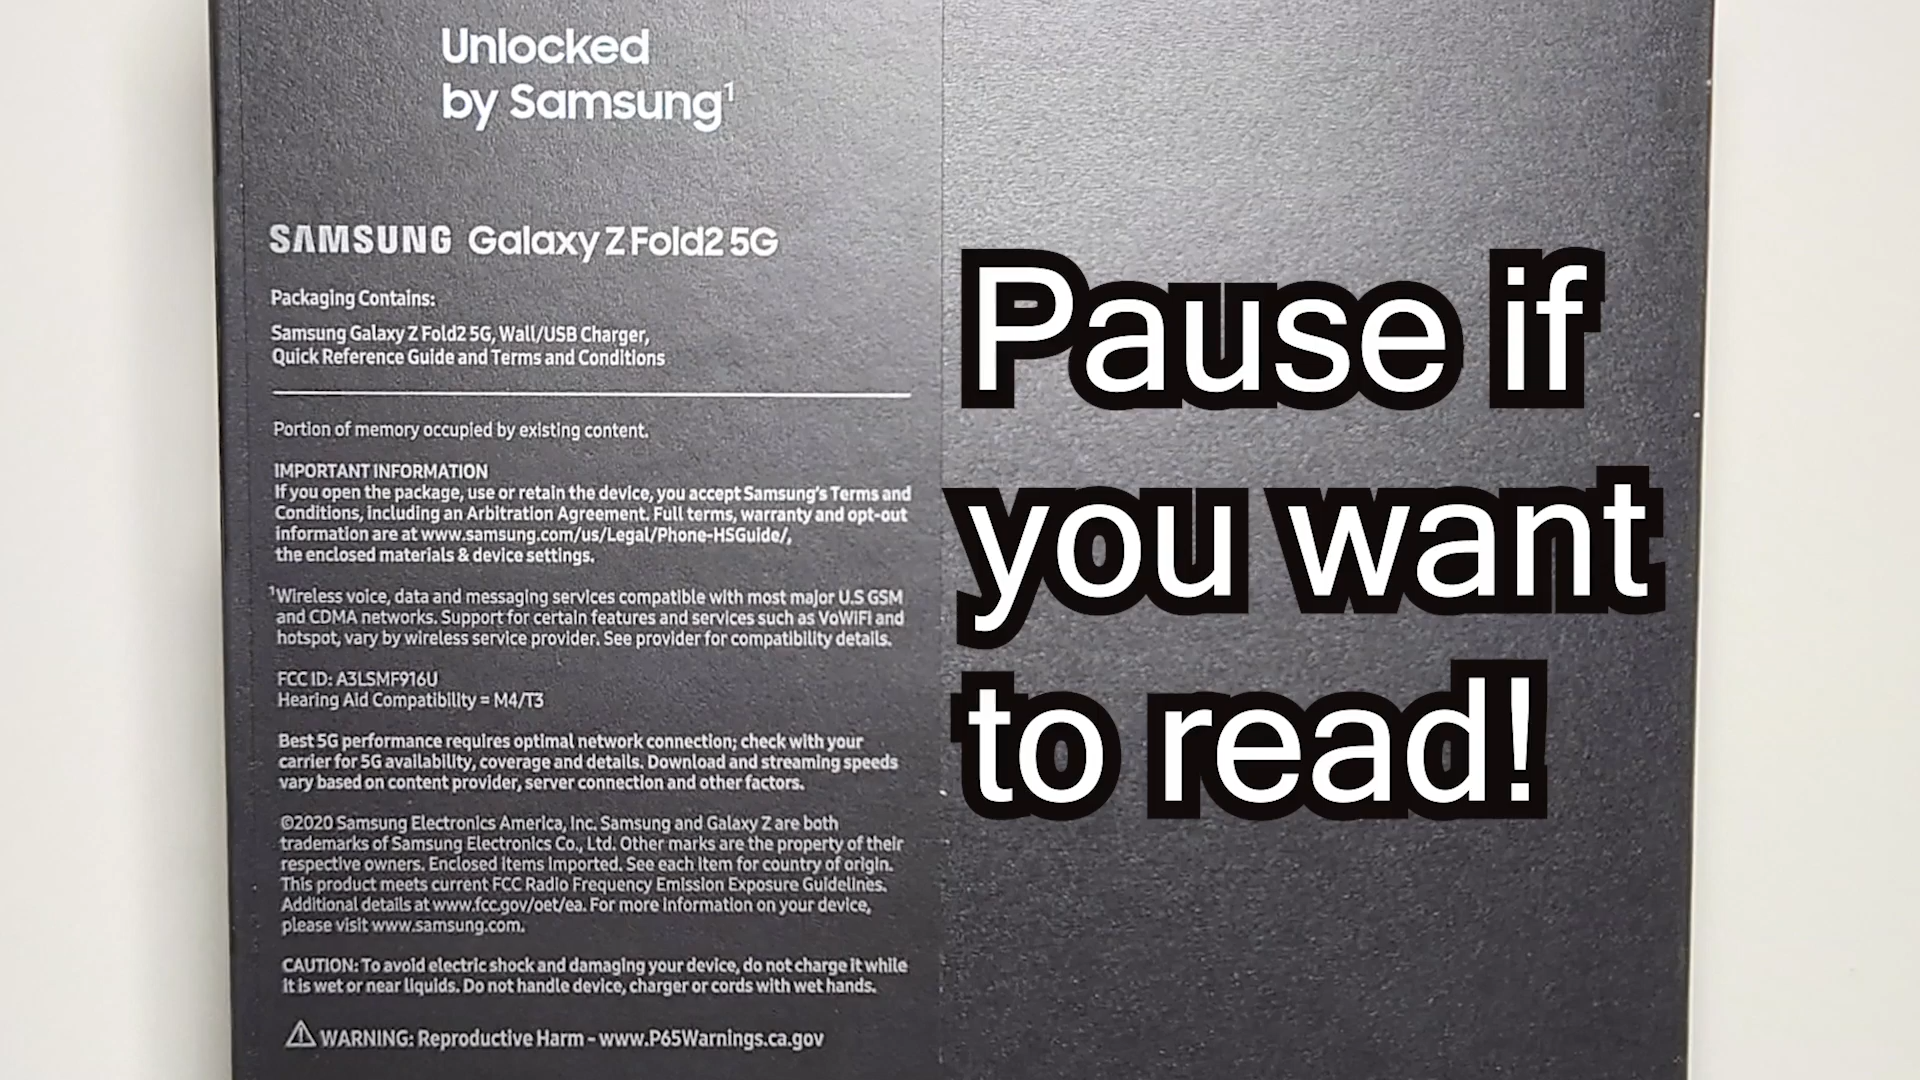 Unlocked
by Samsung¹
SAMSUNG Galaxy Z Fold2 5G
Packaging Contains:
Samsung Galaxy Z Fold2 5G, Wall/USB Charger,
Quick Reference Guide and Terms and Conditions
Portion of memory occupied by existing content.
IMPORTANT INFORMATION
If you open the package, use or retain the device, you accept Samsung's Terms and
Conditions, including an Arbitration Agreement. Full terms, warranty and opt-out
information are at www.samsung.com/us/Legal/Phone-HSGuide/,
the enclosed materials & device settings.
¹Wireless voice, data and messaging services compatible with most major U.S GSM
and CDMA networks. Support for certain features and services such as VoWiFi and
hotspot, vary by wireless service provider. See provider for compatibility details.
FCC ID: A3LSMF916U
Hearing Aid Compatibility = M4/T3
Best 5G performance requires optimal network connection; check with your
carrier for 5G availability, coverage and details. Download and streaming speeds
vary based on content provider, server connection and other factors.
©2020 Samsung Electronics America, Inc. Samsung and Galaxy Z are both
trademarks of Samsung Electronics Co., Ltd. Other marks are the property of their
respective owners. Enclosed items imported. See each item for country of origin.
This product meets current FCC Radio Frequency Emission Exposure Guidelines.
Additional details at www.fcc.gov/oet/ea. For more information on your device,
please visit www.samsung.com.
CAUTION: To avoid electric shock and damaging your device, do not charge it while
it is wet or near liquids. Do not handle device, charger or cords with wet hands.
⚠ WARNING: Reproductive Harm - www.P65Warnings.ca.gov
Pause if
you want
to read!